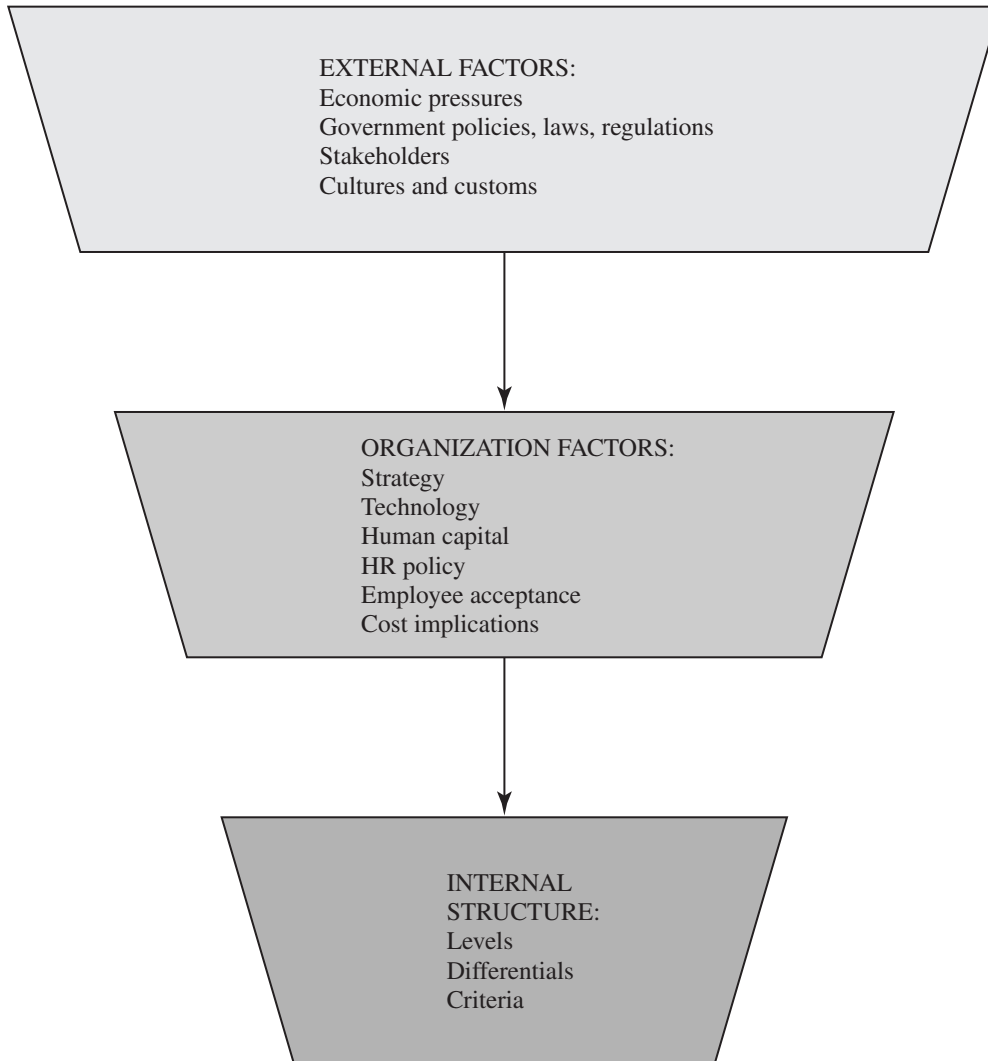 EXTERNAL FACTORS:
Economic pressures
Government policies, laws, regulations
Stakeholders
Cultures and customs
ORGANIZATION FACTORS:
Strategy
Technology
Human capital
HR policy
Employee acceptance
Cost implications
INTERNAL
STRUCTURE:
Levels
Differentials
Criteria